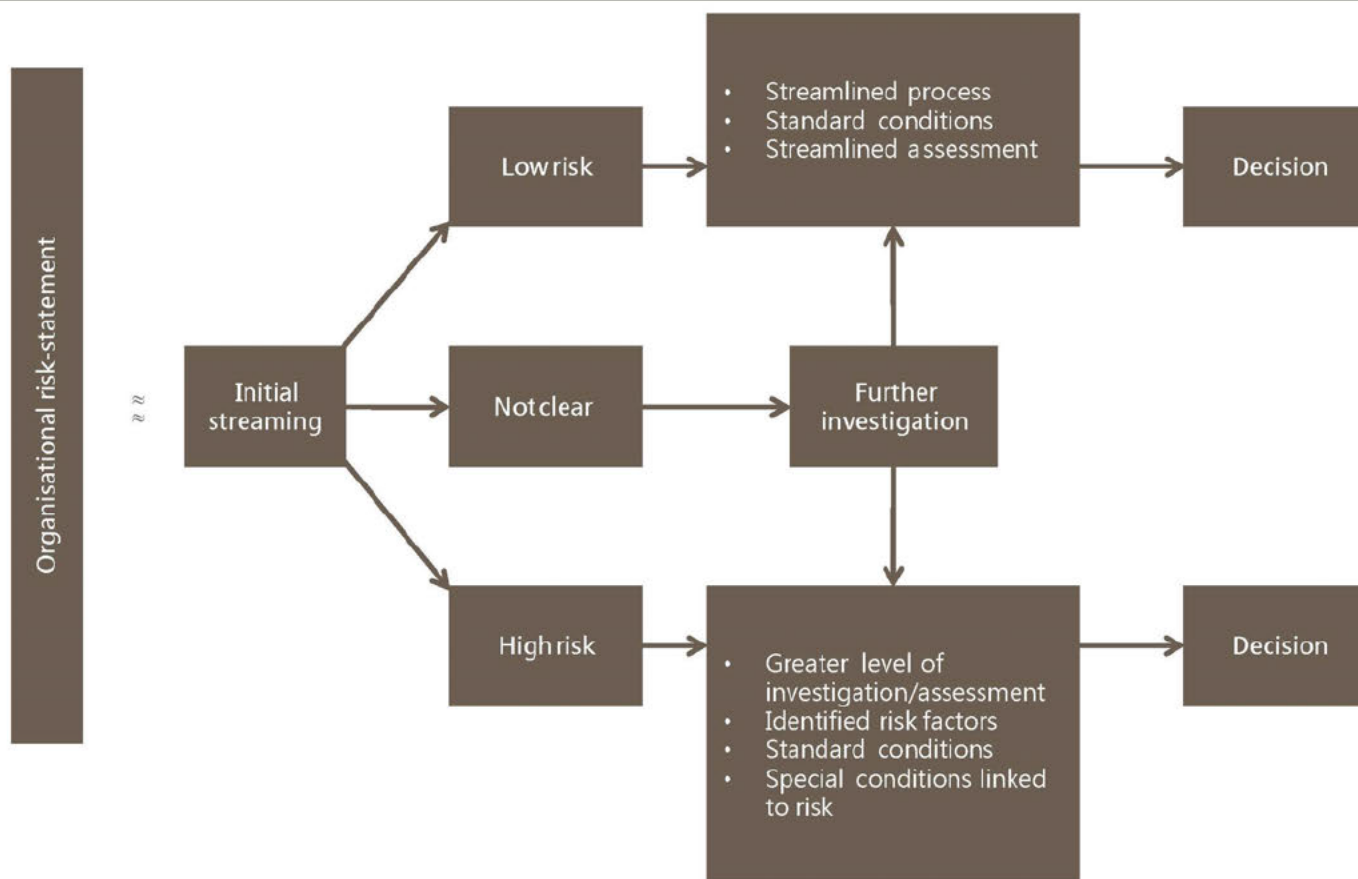 Organisational risk-statement
≈
≈
Initial
streaming
Low risk
• Streamlined process
• Standard conditions
• Streamlined assessment
Decision
Not clear
Further
investigation
High risk
• Greater level of
investigation/assessment
• Identified risk factors
• Standard conditions
• Special conditions linked
to risk
Decision